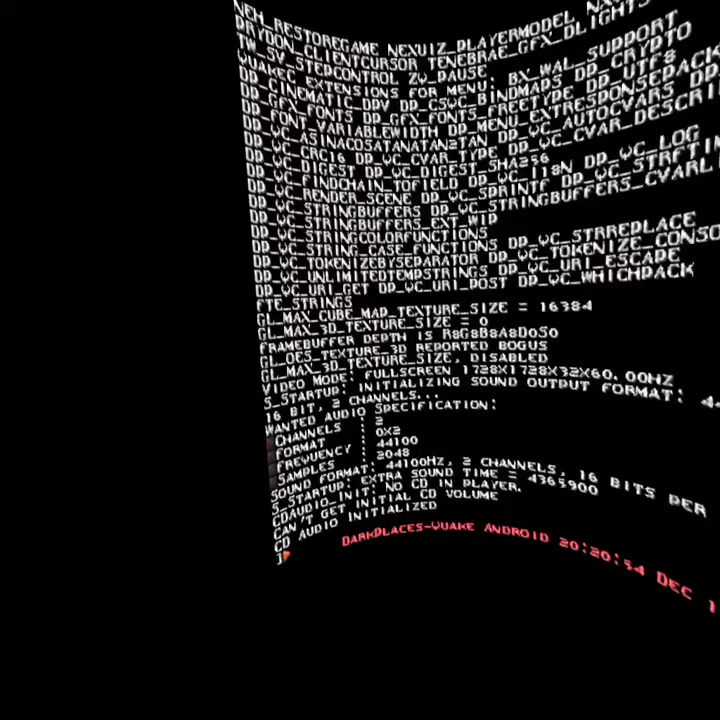 NEH_RESTOREGAME NEXUIZ_PLAYERMODEL
DRYDON_CLIENTCURSOR TENEBRAE_GFX_DLIGHTS
TW_SV_STEPCONTROL ZQ_PAUSE
QUAKEC EXTENSIONS FOR MENU: BX_WAL_SUPPORT
DP_CINEMATIC_DPV DP_CSQC_BINDMAPS DP_CRYPTO
DP_GFX_FONTS DP_GFX_FONTS_FREETYPE DP_UTF8
DP_FONT_VARIABLEWIDTH DP_MENU_EXTRESPONSEPACK
DP_QC_ASINACOSATANATAN2TAN DP_QC_AUTOCVARS
DP_QC_CRC16 DP_QC_CVAR_TYPE DP_QC_CVAR_DESCRI
DP_QC_DIGEST DP_QC_DIGEST_SHA256
DP_QC_FINDCHAIN_TOFIELD DP_QC_I18N DP_QC_LOG
DP_QC_RENDER_SCENE DP_QC_SPRINTF DP_QC_STRFTIM
DP_QC_STRINGBUFFERS DP_QC_STRINGBUFFERS_CVARL
DP_QC_STRINGBUFFERS_EXT_WIP
DP_QC_STRINGCOLORFUNCTIONS
DP_QC_STRING_CASE_FUNCTIONS DP_QC_STRREPLACE
DP_QC_TOKENIZEBYSEPARATOR DP_QC_TOKENIZE_CONSO
DP_QC_UNLIMITEDTEMPSTRINGS DP_QC_URI_ESCAPE
DP_QC_URI_GET DP_QC_URI_POST DP_QC_WHICHPACK
FTE_STRINGS
GL_MAX_CUBE_MAP_TEXTURE_SIZE = 16384
GL_MAX_3D_TEXTURE_SIZE = 0
FRAMEBUFFER DEPTH IS R8G8B8A8D0S0
GL_OES_TEXTURE_3D REPORTED BOGUS
GL_MAX_3D_TEXTURE_SIZE, DISABLED
VIDEO MODE: FULLSCREEN 1728X1728X32X60.00HZ
S_STARTUP: INITIALIZING SOUND OUTPUT FORMAT: 44
16 BIT, 2 CHANNELS...
WANTED AUDIO SPECIFICATION:
CHANNELS : 2
FORMAT : 0X2
FREQUENCY : 44100
SAMPLES : 2048
SOUND FORMAT: 44100HZ, 2 CHANNELS, 16 BITS PER
S_STARTUP: EXTRA SOUND TIME = 4365900
CDAUDIO_INIT: NO CD IN PLAYER.
CAN'T GET INITIAL CD VOLUME
CD AUDIO INITIALIZED
]
DARKPLACES-QUAKE ANDROID 20:20:54 DEC 1